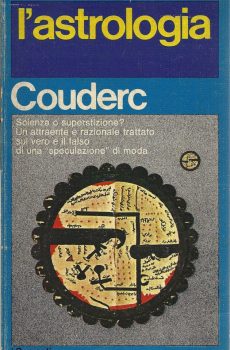 l'astrologia
Couderc
Scienza o superstizione?
Un attraente e razionale trattato
sul vero e il falso
di una "speculazione" di moda